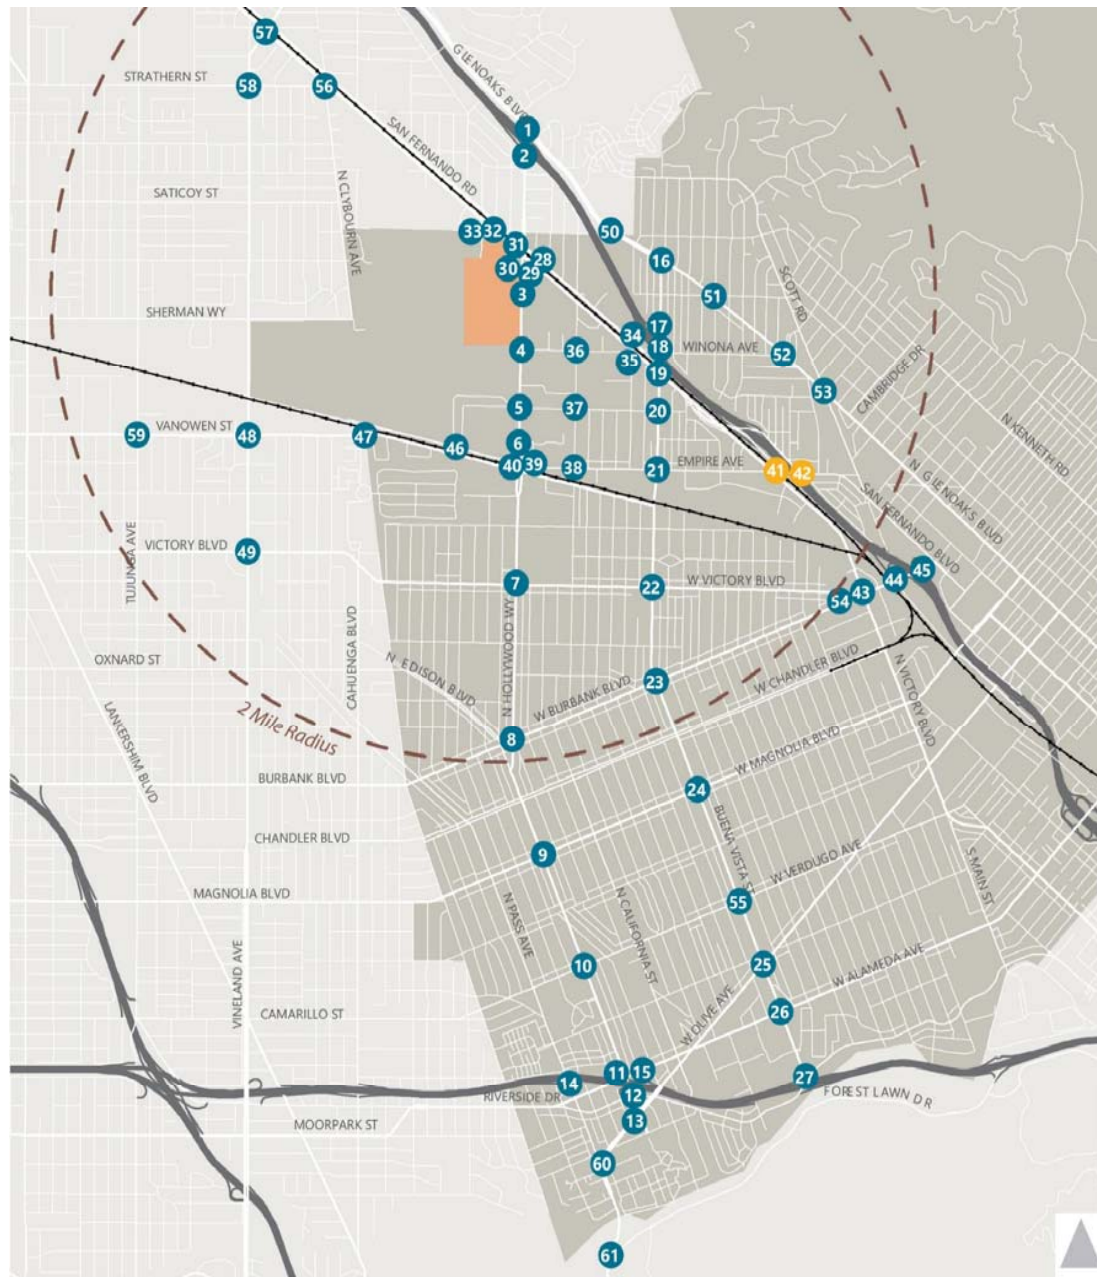 57
GLENOAKS BLVD
STRATHERN ST
58
56
SAN FERNANDO RD
1
2
SATICOY ST
N CLYBOURN AVE
33
32
31
50
28
30
29
16
SCOTT RD
3
51
SHERMAN WY
34
17
4
36
18
WINONA AVE
35
52
19
53
CAMBRIDGE DR
5
37
20
N KENNETH RD
59
VANOWEN ST
48
47
46
6
40
39
38
21
EMPIRE AVE
41
42
N GLENOAKS BLVD
SAN FERNANDO BLVD
TUJUNGA AVE
VICTORY BLVD
49
7
22
W VICTORY BLVD
54
43
44
45
CAHUENGA BLVD
OXNARD ST
N EDISON BLVD
N HOLLYWOOD WY
W BURBANK BLVD
23
W CHANDLER BLVD
N VICTORY BLVD
LANKERSHIM BLVD
2 Mile Radius
8
W MAGNOLIA BLVD
BURBANK BLVD
24
BUENA VISTA ST
CHANDLER BLVD
9
W VERDUGO AVE
S MAIN ST
MAGNOLIA BLVD
N PASS AVE
N CALIFORNIA ST
55
VINELAND AVE
10
25
W ALAMEDA AVE
CAMARILLO ST
W OLIVE AVE
26
11
15
14
27
RIVERSIDE DR
12
FOREST LAWN DR
MOORPARK ST
13
60
61